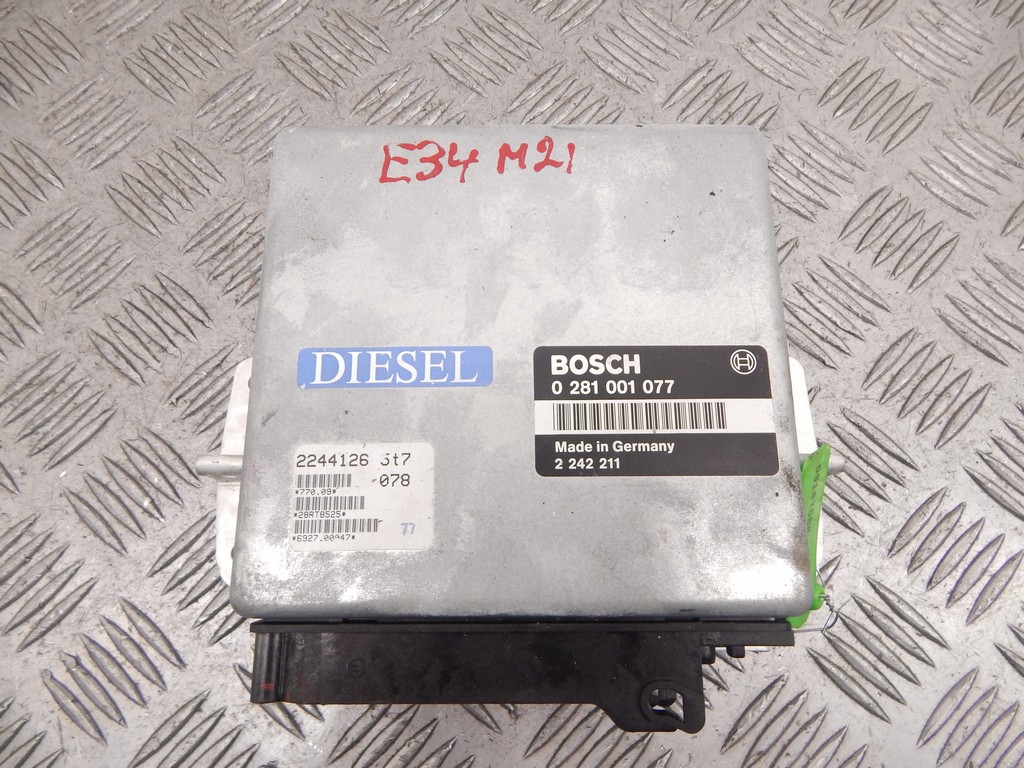 E34 M21
DIESEL
BOSCH
0 281 001 077
Made in Germany
2 242 211
2244126 St7
-078
*770.09*
*28RT8525*
77
*6927.00947*